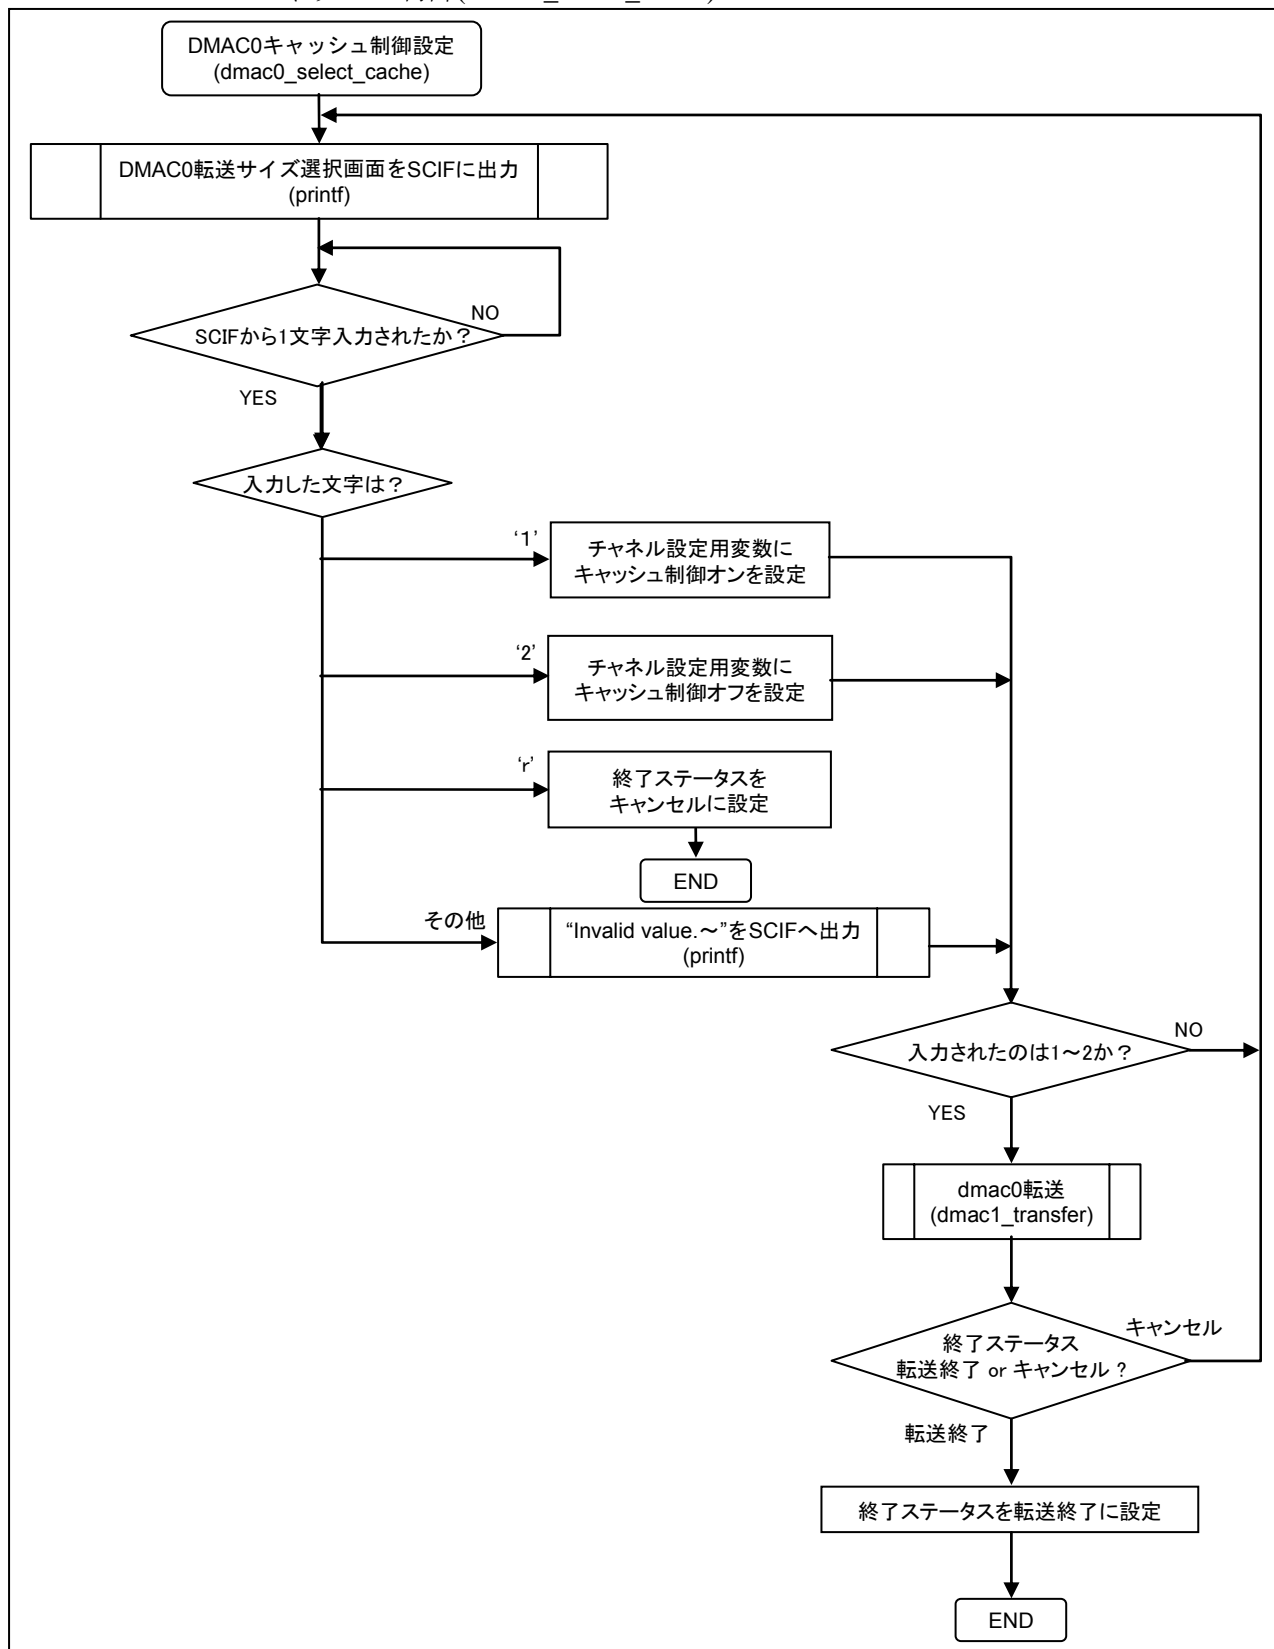 DMAC0キャッシュ制御設定
(dmac0_select_cache)
DMAC0転送サイズ選択画面をSCIFに出力
(printf)
NO
SCIFから1文字入力されたか？
YES
入力した文字は？
‘1’
チャネル設定用変数に
キャッシュ制御オンを設定
‘2’
チャネル設定用変数に
キャッシュ制御オフを設定
‘r’
終了ステータスを
キャンセルに設定
END
その他
“Invalid value.～”をSCIFへ出力
(printf)
NO
入力されたのは1～2か？
YES
dmac0転送
(dmac1_transfer)
キャンセル
終了ステータス
転送終了 or キャンセル ?
転送終了
終了ステータスを転送終了に設定
END